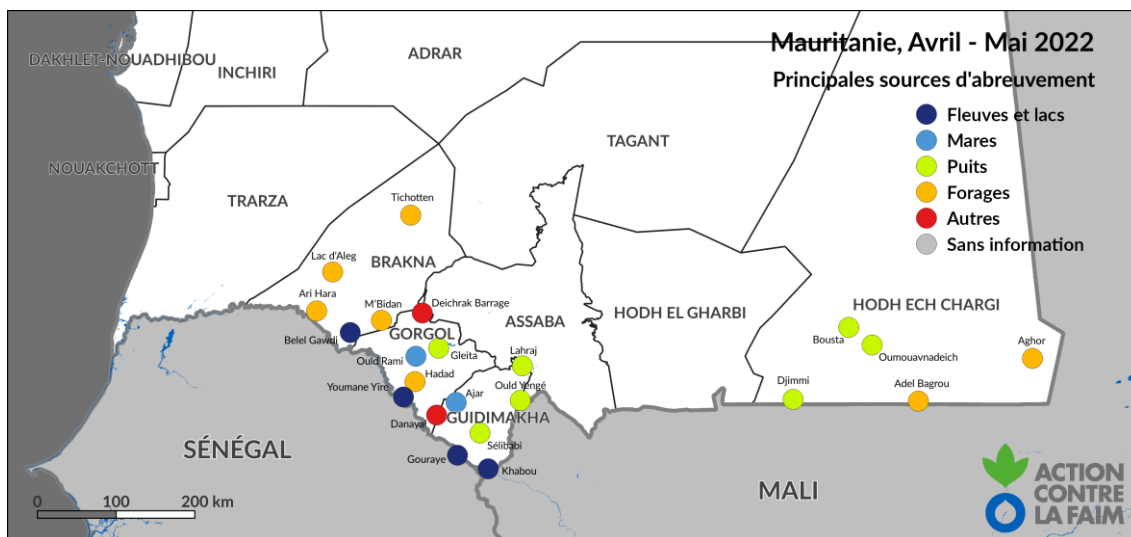 Mauritanie, Avril - Mai 2022
Principales sources d'abreuvement
Fleuves et lacs
Mares
Puits
Forages
Autres
Sans information
DAKHLET-NOUADHIBOU
INCHIRI
ADRAR
TAGANT
NOUAKCHOTT
TRARZA
Tichotten
Lac d'Aleg
BRAKNA
Ari Hara
M'Bidan
Deichrak Barrage
HODH ECH CHARGI
ASSABA
HODH EL GHARBI
Belel Gawdi
GORGOL
Gleita
Bousta
Oumouavnadeich
Aghor
Ould Rami
Lahraj
Hadad
Youmane Yire
Ajar
Ould Yengé
Djimmi
Adel Bagrou
Danayal
GUIDIMAKHA
Sélibabi
SÉNÉGAL
Gouraye
Khabou
MALI
0 100 200 km
ACTION
CONTRE
LA FAIM